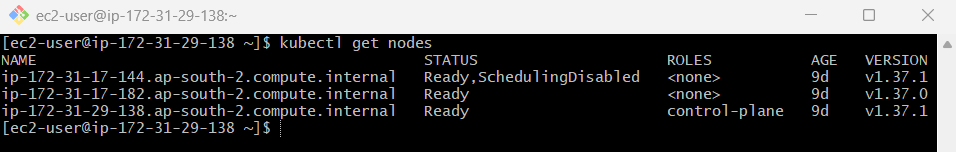 ec2-user@ip-172-31-29-138:~
[ec2-user@ip-172-31-29-138 ~]$ kubectl get nodes
NAME STATUS ROLES AGE VERSION
ip-172-31-17-144.ap-south-2.compute.internal Ready,SchedulingDisabled <none> 9d v1.37.1
ip-172-31-17-182.ap-south-2.compute.internal Ready <none> 9d v1.37.0
ip-172-31-29-138.ap-south-2.compute.internal Ready control-plane 9d v1.37.1
[ec2-user@ip-172-31-29-138 ~]$